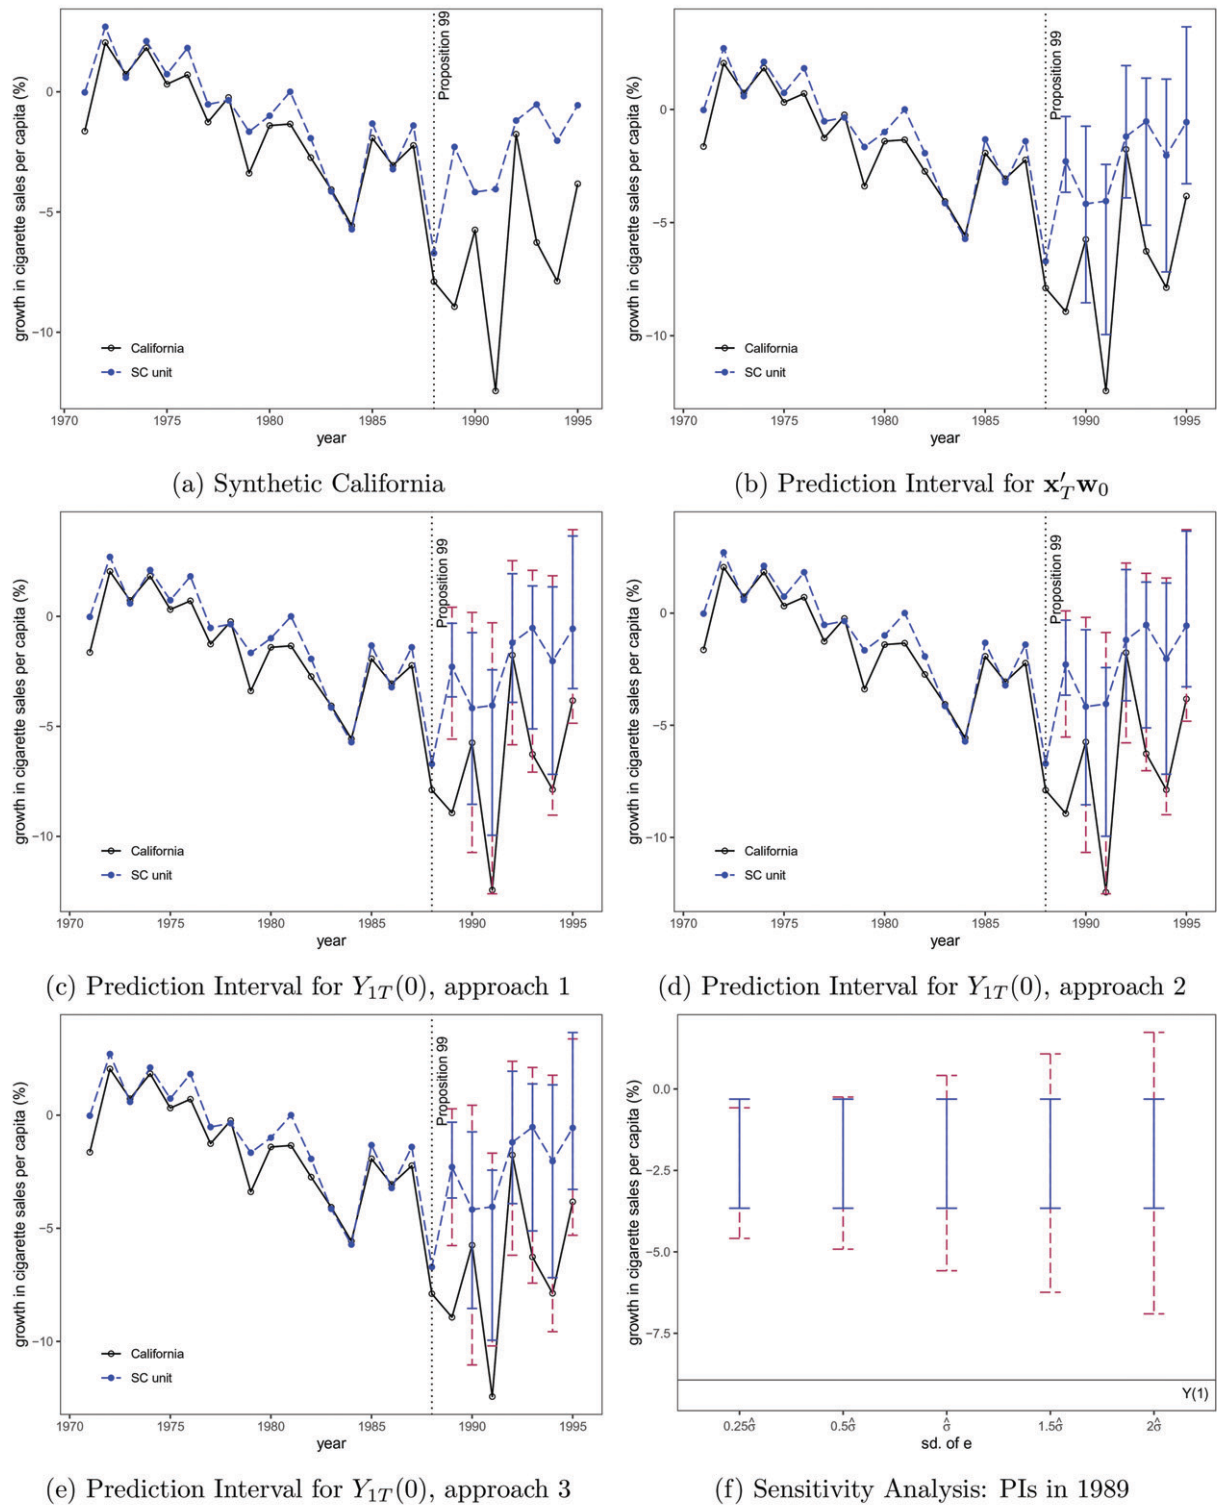 growth in cigarette sales per capita (%)
0
−5
−10
Proposition 99
California
SC unit
1970 1975 1980 1985 1990 1995
year
(a) Synthetic California
growth in cigarette sales per capita (%)
0
−5
−10
Proposition 99
California
SC unit
1970 1975 1980 1985 1990 1995
year
(b) Prediction Interval for x′_T w_0
growth in cigarette sales per capita (%)
0
−5
−10
Proposition 99
California
SC unit
1970 1975 1980 1985 1990 1995
year
(c) Prediction Interval for Y_{1T}(0), approach 1
growth in cigarette sales per capita (%)
0
−5
−10
Proposition 99
California
SC unit
1970 1975 1980 1985 1990 1995
year
(d) Prediction Interval for Y_{1T}(0), approach 2
growth in cigarette sales per capita (%)
0
−5
−10
Proposition 99
California
SC unit
1970 1975 1980 1985 1990 1995
year
(e) Prediction Interval for Y_{1T}(0), approach 3
growth in cigarette sales per capita (%)
0.0
−2.5
−5.0
−7.5
Y(1)
0.25σ̂ 0.5σ̂ σ̂ 1.5σ̂ 2σ̂
sd. of e
(f) Sensitivity Analysis: PIs in 1989